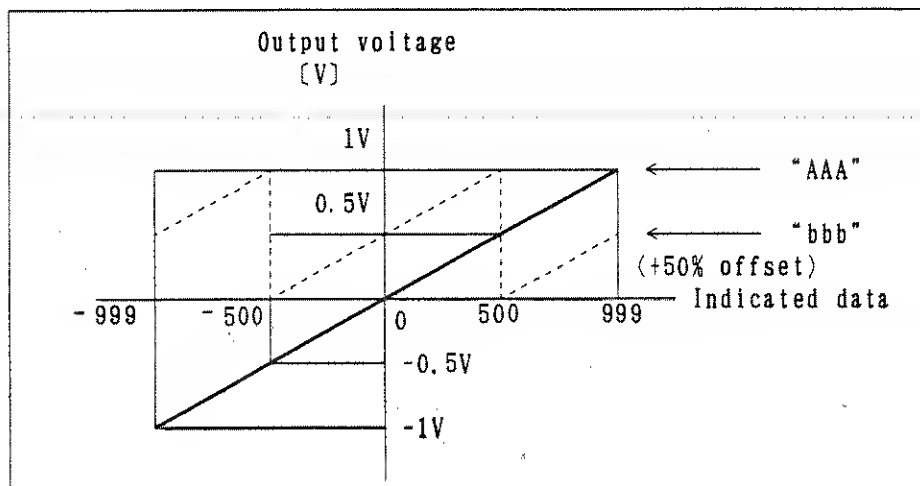 Output voltage
[V]
1V
"AAA"
0.5V
"bbb"
(+50% offset)
Indicated data
-999 -500 0 500 999
-0.5V
-1V